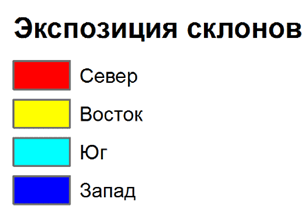 Экспозиция склонов
Север
Восток
Юг
Запад